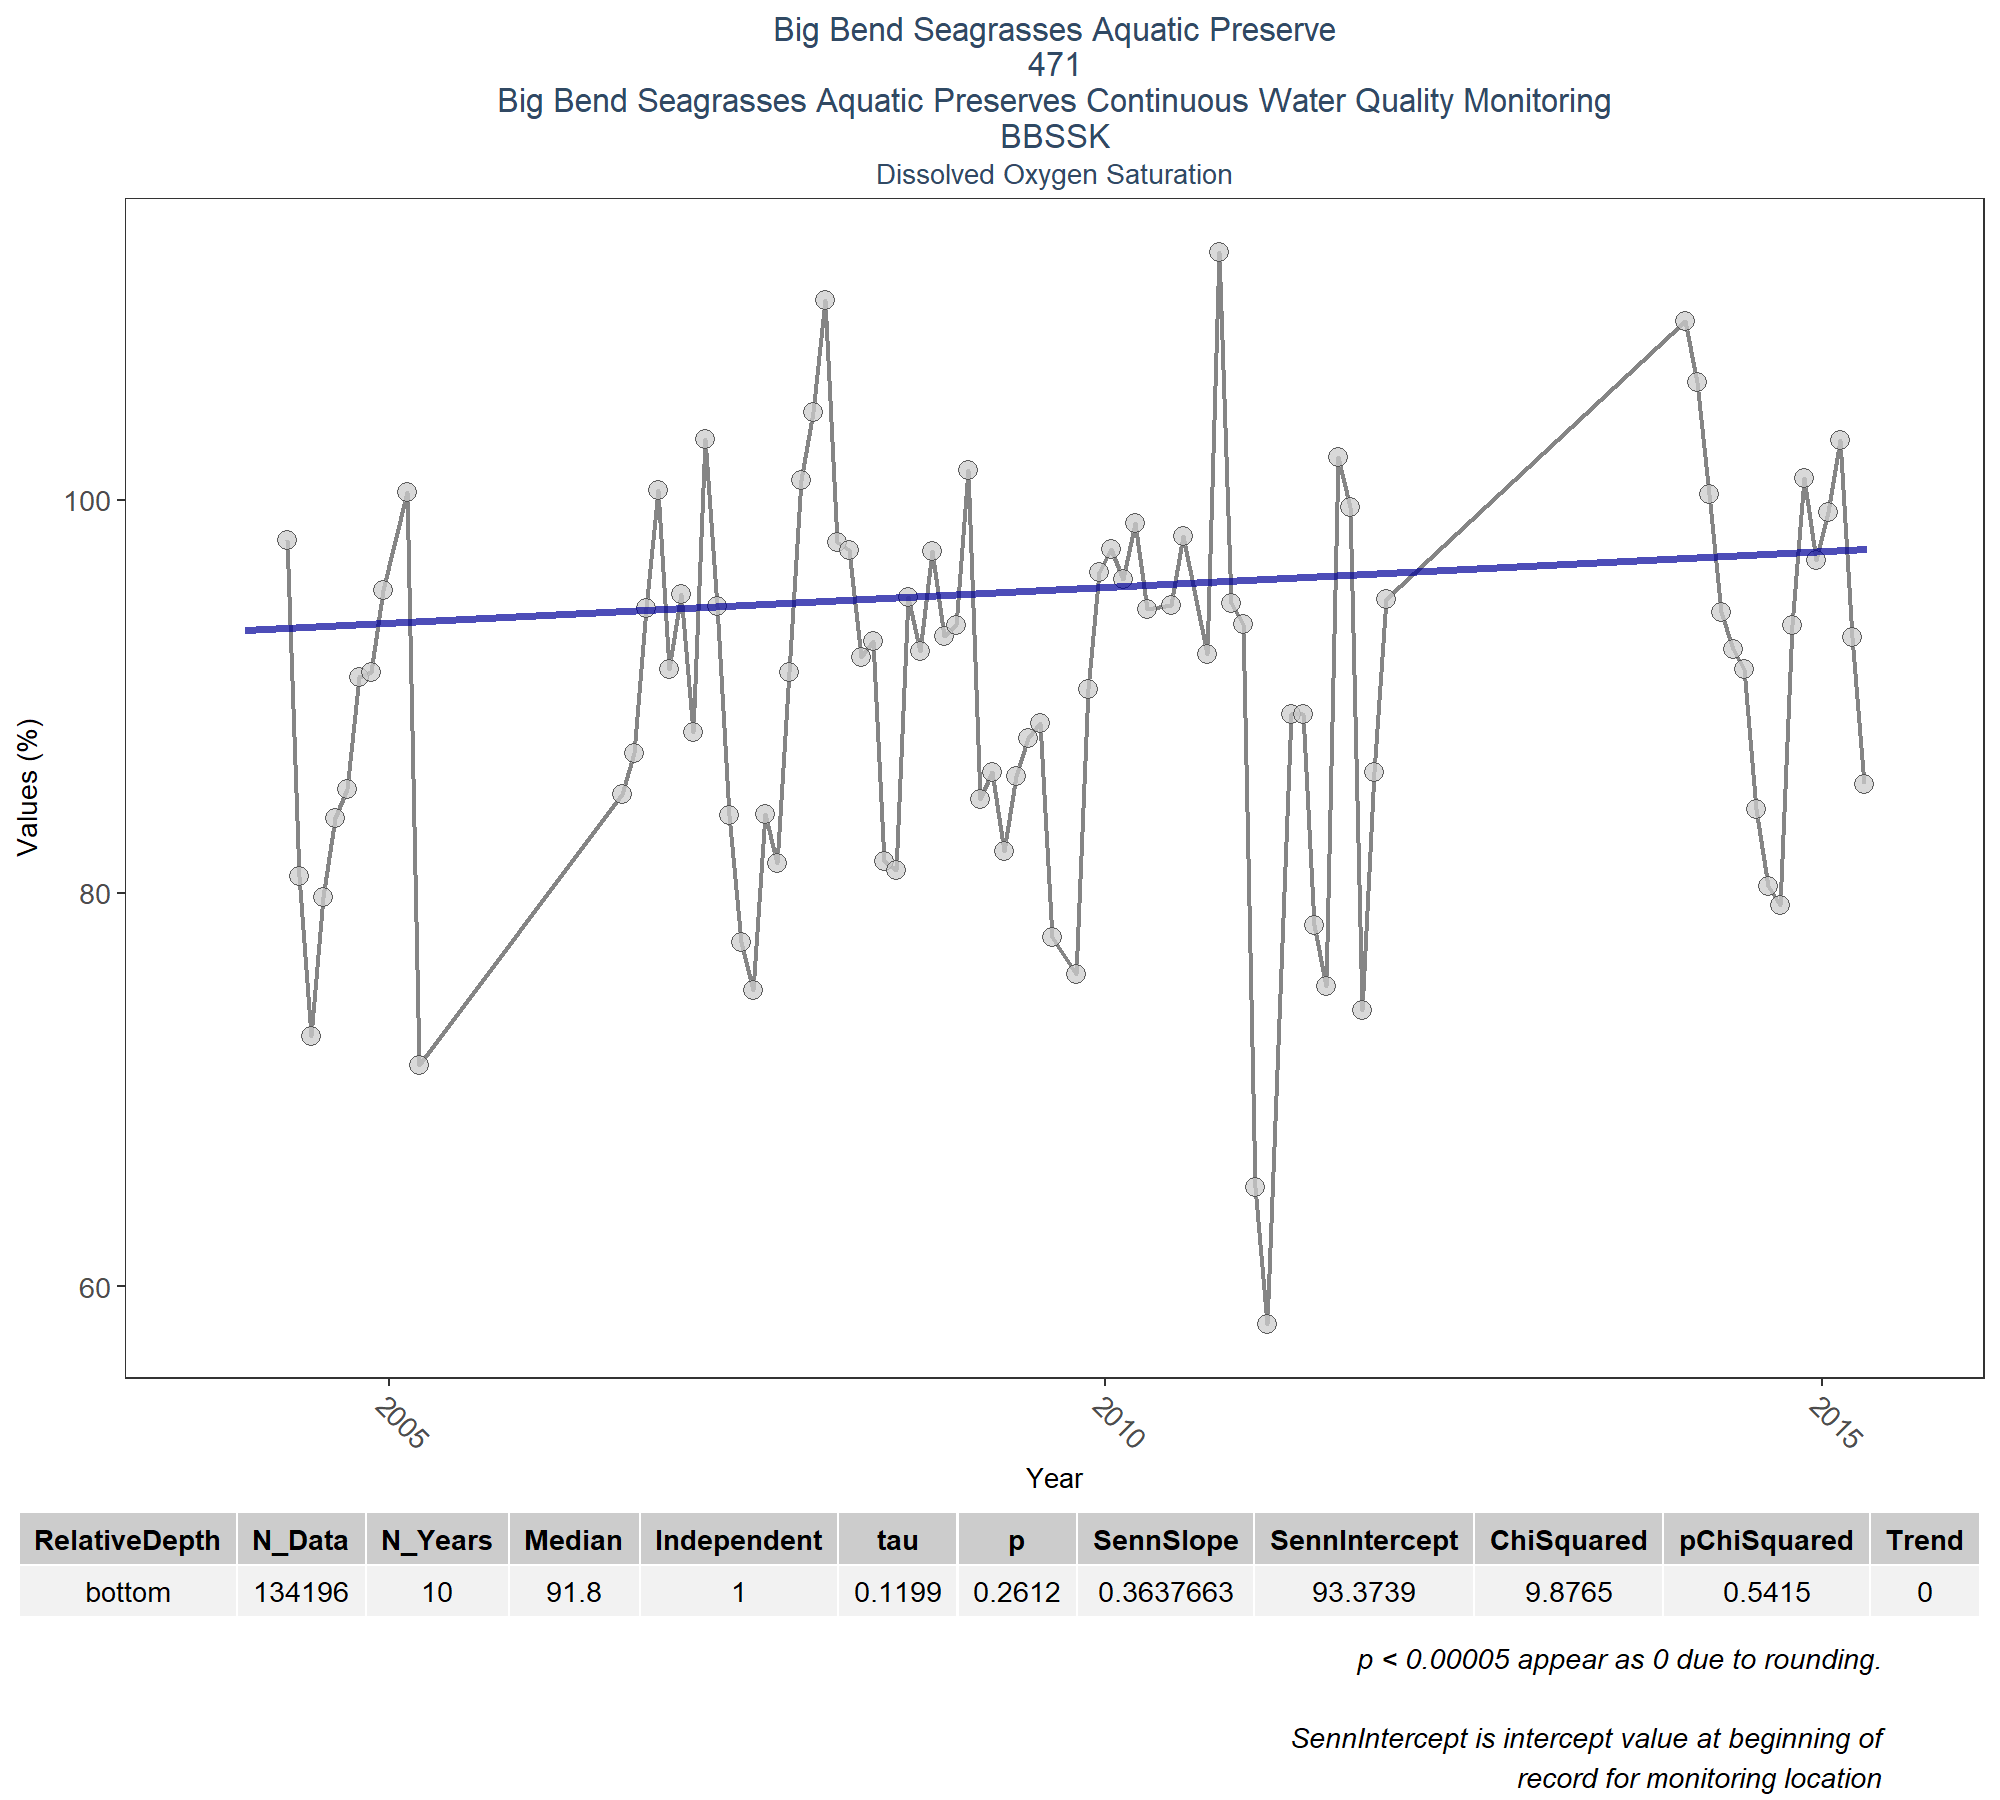 Big Bend Seagrasses Aquatic Preserve
471
Big Bend Seagrasses Aquatic Preserves Continuous Water Quality Monitoring
BBSSK
Dissolved Oxygen Saturation
Values (%)
100
80
60
2005
2010
2015
Year
RelativeDepth N_Data N_Years Median Independent tau p SennSlope SennIntercept ChiSquared pChiSquared Trend
bottom 134196 10 91.8 1 0.1199 0.2612 0.3637663 93.3739 9.8765 0.5415 0
p < 0.00005 appear as 0 due to rounding.
SennIntercept is intercept value at beginning of
record for monitoring location